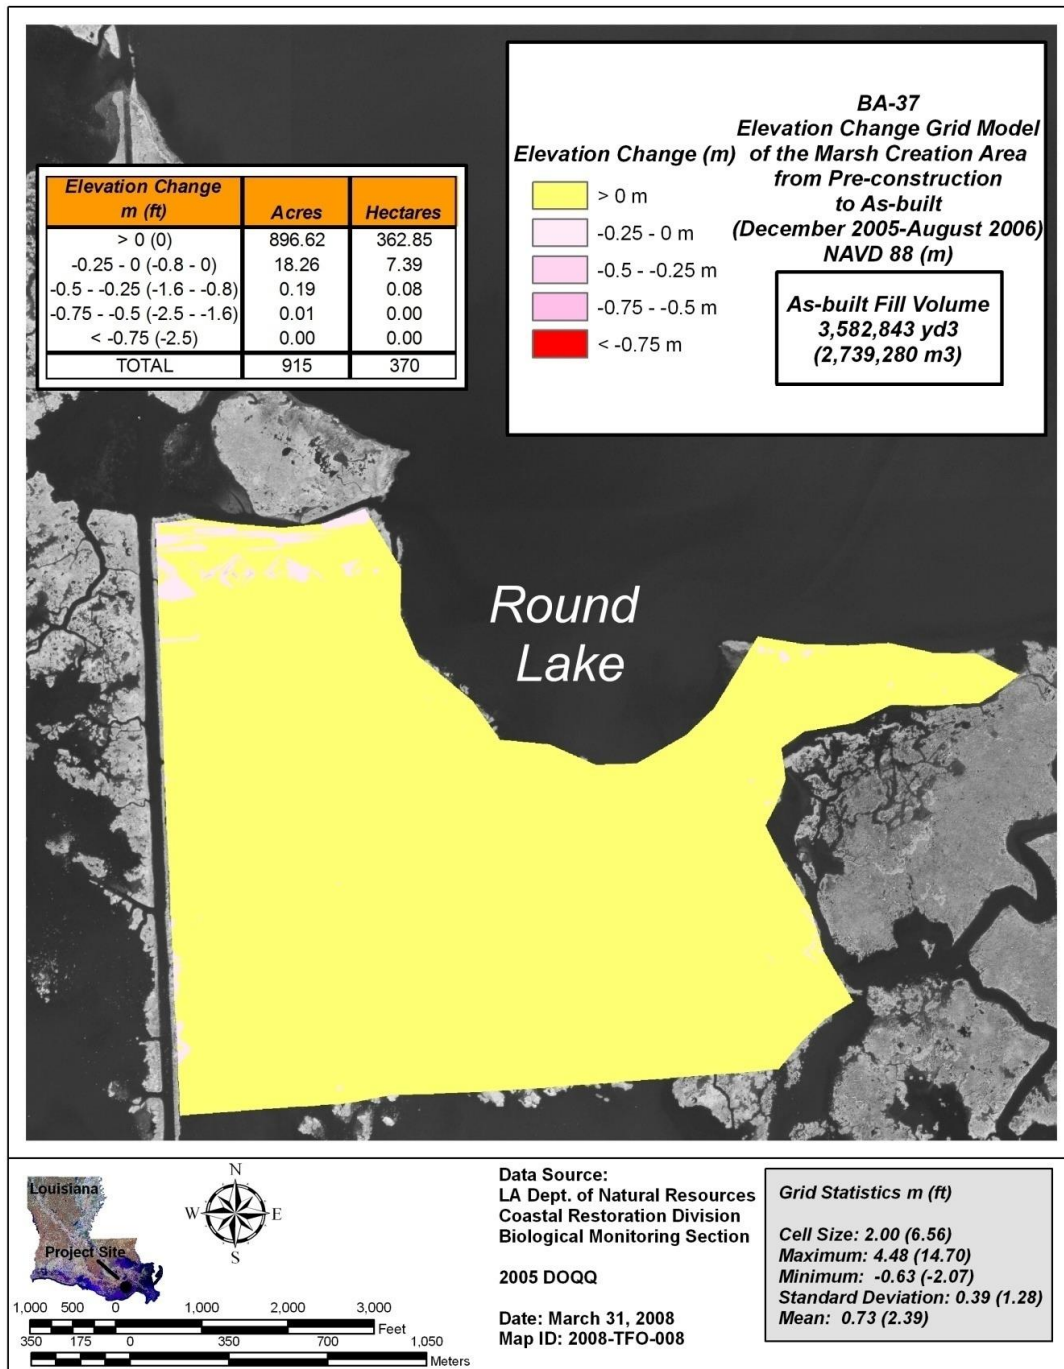 BA-37
Elevation Change Grid Model
of the Marsh Creation Area
from Pre-construction
to As-built
(December 2005-August 2006)
NAVD 88 (m)
Elevation Change (m)
> 0 m
-0.25 - 0 m
-0.5 - -0.25 m
-0.75 - -0.5 m
< -0.75 m
As-built Fill Volume
3,582,843 yd3
(2,739,280 m3)
Elevation Change
m (ft) Acres Hectares
> 0 (0) 896.62 362.85
-0.25 - 0 (-0.8 - 0) 18.26 7.39
-0.5 - -0.25 (-1.6 - -0.8) 0.19 0.08
-0.75 - -0.5 (-2.5 - -1.6) 0.01 0.00
< -0.75 (-2.5) 0.00 0.00
TOTAL 915 370
Round
Lake
Louisiana
Project Site
N
W E
S
1,000 500 0 1,000 2,000 3,000
Feet
350 175 0 350 700 1,050
Meters
Data Source:
LA Dept. of Natural Resources
Coastal Restoration Division
Biological Monitoring Section
2005 DOQQ
Date: March 31, 2008
Map ID: 2008-TFO-008
Grid Statistics m (ft)
Cell Size: 2.00 (6.56)
Maximum: 4.48 (14.70)
Minimum: -0.63 (-2.07)
Standard Deviation: 0.39 (1.28)
Mean: 0.73 (2.39)